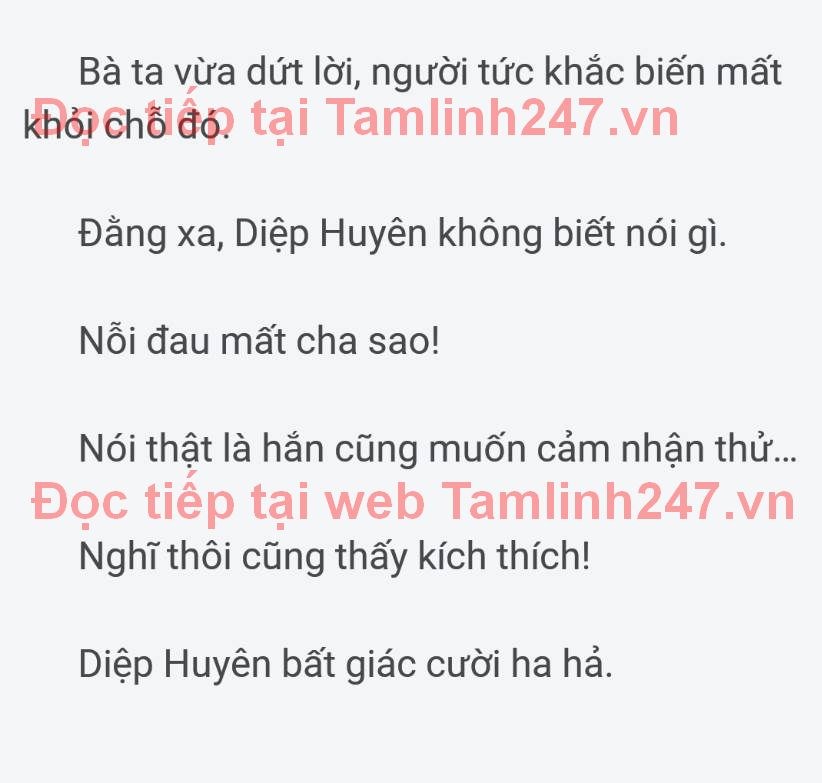 Bà ta vừa dứt lời, người tức khắc biến mất
khỏi chỗ đó.
Đọc tiếp tại Tamlinh247.vn
Đằng xa, Diệp Huyên không biết nói gì.
Nỗi đau mất cha sao!
Nói thật là hắn cũng muốn cảm nhận thử...
Đọc tiếp tại web Tamlinh247.vn
Nghĩ thôi cũng thấy kích thích!
Diệp Huyên bất giác cười ha hả.